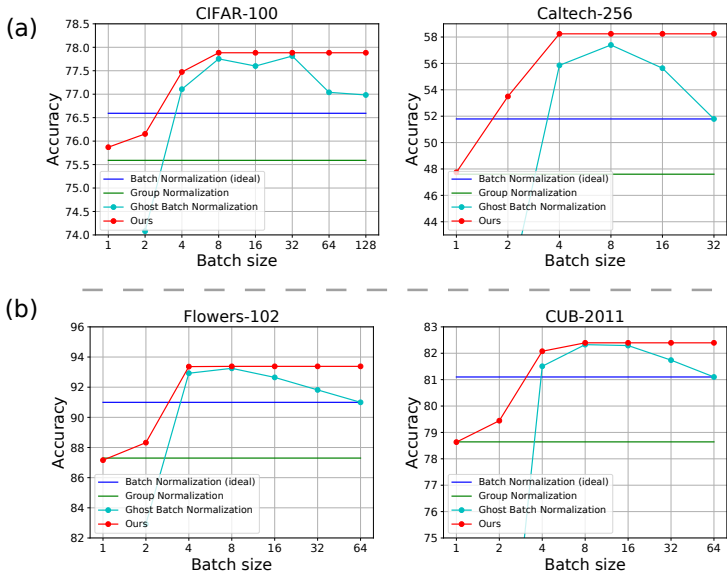 (a)
CIFAR-100
Accuracy
78.5
78.0
77.5
77.0
76.5
76.0
75.5
75.0
74.5
74.0
Batch Normalization (ideal)
Group Normalization
Ghost Batch Normalization
Ours
1 2 4 8 16 32 64 128
Batch size
Caltech-256
Accuracy
58
56
54
52
50
48
46
44
Batch Normalization (ideal)
Group Normalization
Ghost Batch Normalization
Ours
1 2 4 8 16 32
Batch size
(b)
Flowers-102
Accuracy
96
94
92
90
88
86
84
82
Batch Normalization (ideal)
Group Normalization
Ghost Batch Normalization
Ours
1 2 4 8 16 32 64
Batch size
CUB-2011
Accuracy
83
82
81
80
79
78
77
76
75
Batch Normalization (ideal)
Group Normalization
Ghost Batch Normalization
Ours
1 2 4 8 16 32 64
Batch size